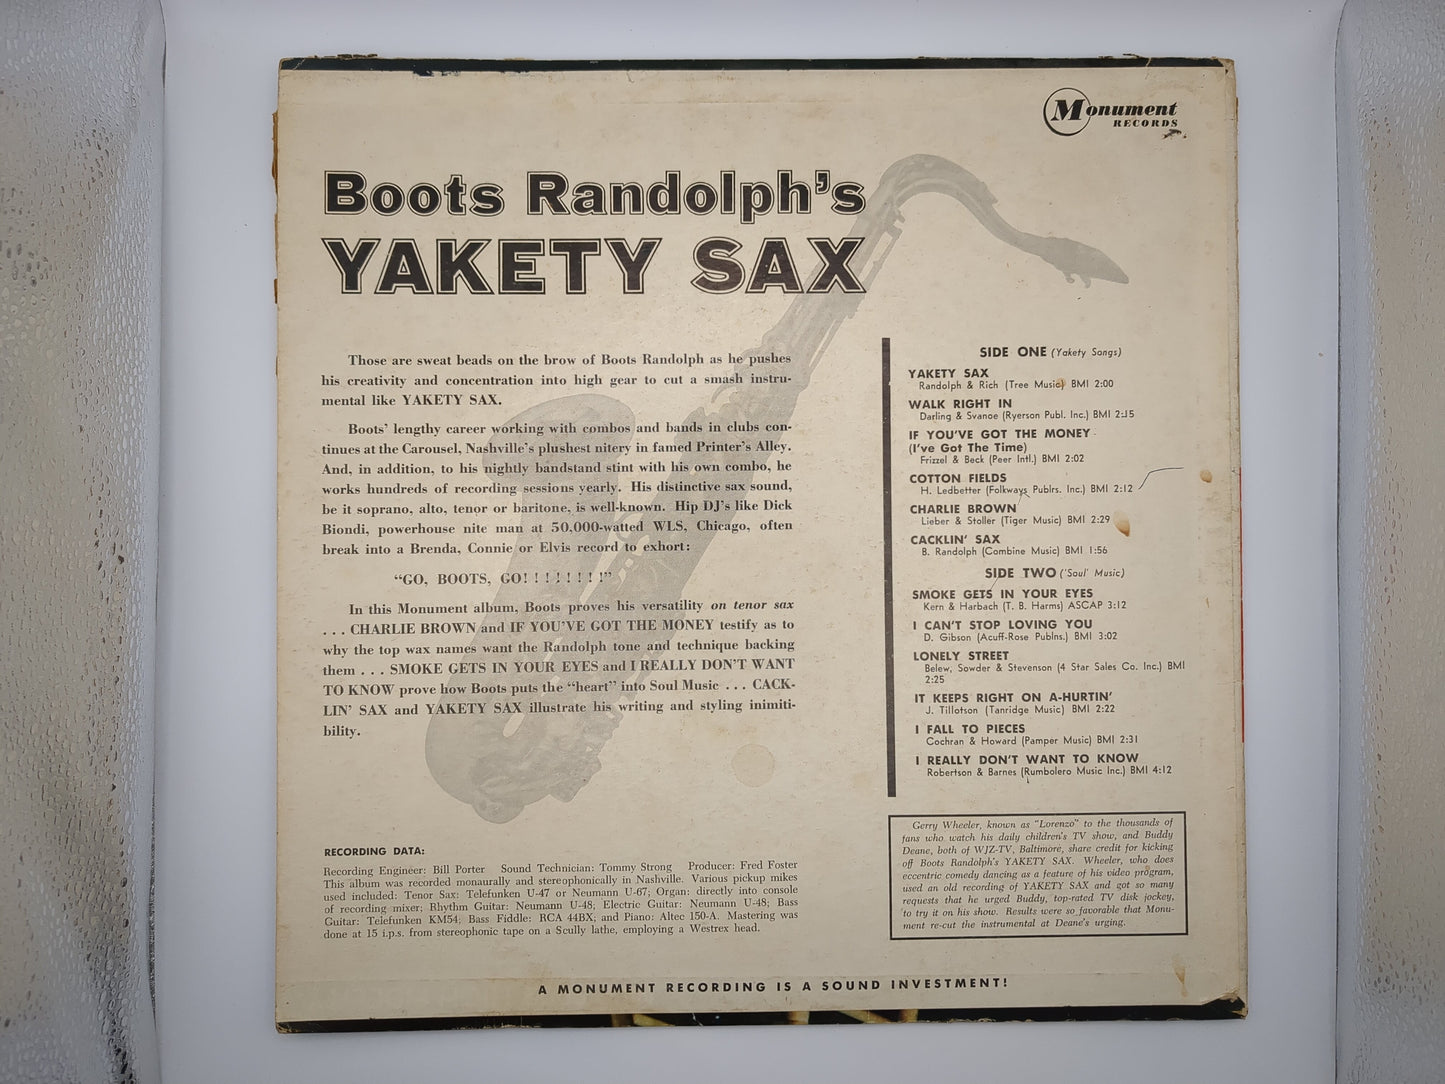 Monument
RECORDS
Boots Randolph's
YAKETY SAX
Those are sweat beads on the brow of Boots Randolph as he pushes
his creativity and concentration into high gear to cut a smash instru-
mental like YAKETY SAX.
Boots' lengthy career working with combos and bands in clubs con-
tinues at the Carousel, Nashville's plushest nitery in famed Printer's Alley.
And, in addition, to his nightly bandstand stint with his own combo, he
works hundreds of recording sessions yearly. His distinctive sax sound,
be it soprano, alto, tenor or baritone, is well-known. Hip DJ's like Dick
Biondi, powerhouse nite man at 50,000-watted WLS, Chicago, often
break into a Brenda, Connie or Elvis record to exhort:
"GO, BOOTS, GO! ! ! ! ! ! ! !"
In this Monument album, Boots proves his versatility on tenor sax
. . . CHARLIE BROWN and IF YOU'VE GOT THE MONEY testify as to
why the top wax names want the Randolph tone and technique backing
them . . . SMOKE GETS IN YOUR EYES and I REALLY DON'T WANT
TO KNOW prove how Boots puts the "heart" into Soul Music . . . CACK-
LIN' SAX and YAKETY SAX illustrate his writing and styling inimiti-
bility.
RECORDING DATA:
Recording Engineer: Bill Porter Sound Technician: Tommy Strong Producer: Fred Foster
This album was recorded monaurally and stereophonically in Nashville. Various pickup mikes
used included: Tenor Sax: Telefunken U-47 or Neumann U-67; Organ: directly into console
of recording mixer; Rhythm Guitar: Neumann U-48; Electric Guitar: Neumann U-48; Bass
Guitar: Telefunken KM54; Bass Fiddle: RCA 44BX; and Piano: Altec 150-A. Mastering was
done at 15 i.p.s. from stereophonic tape on a Scully lathe, employing a Westrex head.
SIDE ONE (Yakety Songs)
YAKETY SAX
Randolph & Rich (Tree Music) BMI 2:00
WALK RIGHT IN
Darling & Svanoe (Ryerson Publ. Inc.) BMI 2:15
IF YOU'VE GOT THE MONEY
(I've Got The Time)
Frizzel & Beck (Peer Intl.) BMI 2:02
COTTON FIELDS
H. Ledbetter (Folkways Publrs. Inc.) BMI 2:12
CHARLIE BROWN
Lieber & Stoller (Tiger Music) BMI 2:29
CACKLIN' SAX
B. Randolph (Combine Music) BMI 1:56
SIDE TWO ('Soul' Music)
SMOKE GETS IN YOUR EYES
Kern & Harbach (T. B. Harms) ASCAP 3:12
I CAN'T STOP LOVING YOU
D. Gibson (Acuff-Rose Publns.) BMI 3:02
LONELY STREET
Belew, Sowder & Stevenson (4 Star Sales Co. Inc.) BMI
2:25
IT KEEPS RIGHT ON A-HURTIN'
J. Tillotson (Tanridge Music) BMI 2:22
I FALL TO PIECES
Cochran & Howard (Pamper Music) BMI 2:31
I REALLY DON'T WANT TO KNOW
Robertson & Barnes (Rumbolero Music Inc.) BMI 4:12
Gerry Wheeler, known as "Lorenzo" to the thousands of
fans who watch his daily children's TV show, and Buddy
Deane, both of WJZ-TV, Baltimore, share credit for kicking
off Boots Randolph's YAKETY SAX. Wheeler, who does
eccentric comedy dancing as a feature of his video program,
used an old recording of YAKETY SAX and got so many
requests that he urged Buddy, top-rated TV disk jockey,
to try it on his show. Results were so favorable that Monu-
ment re-cut the instrumental at Deane's urging.
A MONUMENT RECORDING IS A SOUND INVESTMENT!